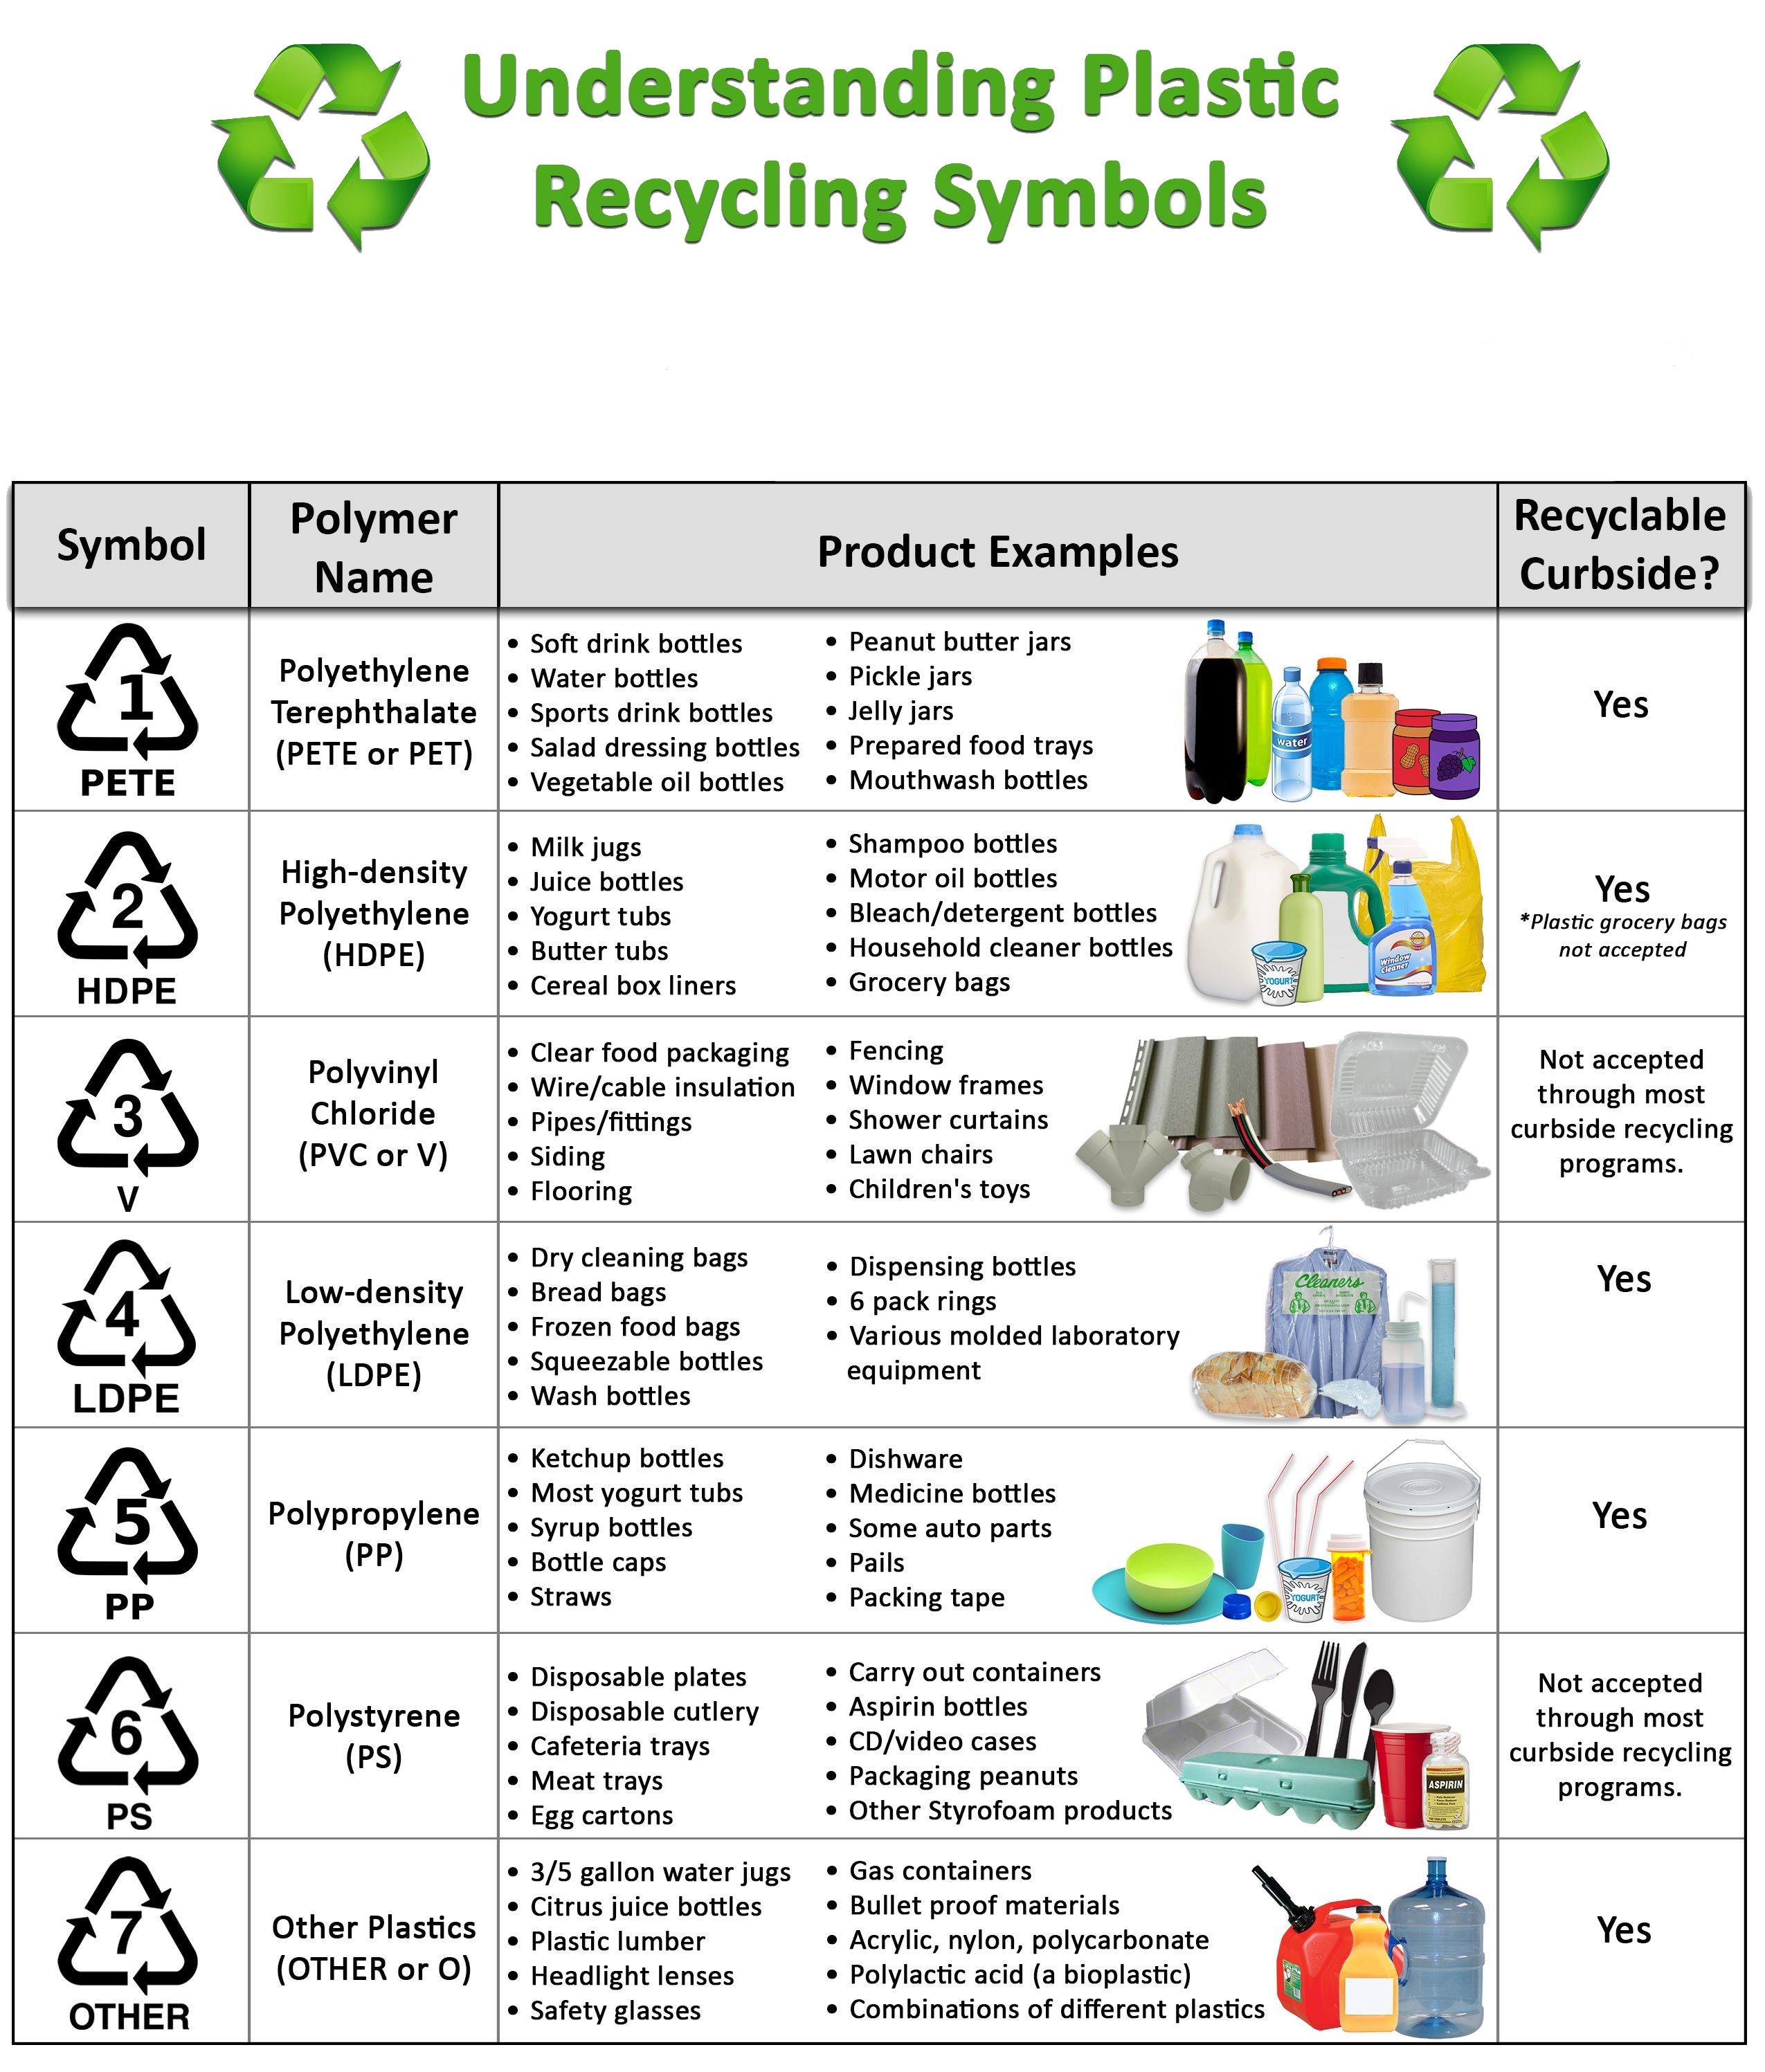 Understanding Plastic
Recycling Symbols
Symbol
Polymer
Name
Product Examples
Recyclable
Curbside?
1
PETE
Polyethylene
Terephthalate
(PETE or PET)
• Soft drink bottles
• Water bottles
• Sports drink bottles
• Salad dressing bottles
• Vegetable oil bottles
• Peanut butter jars
• Pickle jars
• Jelly jars
• Prepared food trays
• Mouthwash bottles
water
Yes
2
HDPE
High-density
Polyethylene
(HDPE)
• Milk jugs
• Juice bottles
• Yogurt tubs
• Butter tubs
• Cereal box liners
• Shampoo bottles
• Motor oil bottles
• Bleach/detergent bottles
• Household cleaner bottles
• Grocery bags
YOGURT
Window
Cleaner
Yes
*Plastic grocery bags
not accepted
3
V
Polyvinyl
Chloride
(PVC or V)
• Clear food packaging
• Wire/cable insulation
• Pipes/fittings
• Siding
• Flooring
• Fencing
• Window frames
• Shower curtains
• Lawn chairs
• Children's toys
Not accepted
through most
curbside recycling
programs.
4
LDPE
Low-density
Polyethylene
(LDPE)
• Dry cleaning bags
• Bread bags
• Frozen food bags
• Squeezable bottles
• Wash bottles
• Dispensing bottles
• 6 pack rings
• Various molded laboratory
equipment
Cleaners
Yes
5
PP
Polypropylene
(PP)
• Ketchup bottles
• Most yogurt tubs
• Syrup bottles
• Bottle caps
• Straws
• Dishware
• Medicine bottles
• Some auto parts
• Pails
• Packing tape
YOGURT
Yes
6
PS
Polystyrene
(PS)
• Disposable plates
• Disposable cutlery
• Cafeteria trays
• Meat trays
• Egg cartons
• Carry out containers
• Aspirin bottles
• CD/video cases
• Packaging peanuts
• Other Styrofoam products
ASPIRIN
Not accepted
through most
curbside recycling
programs.
7
OTHER
Other Plastics
(OTHER or O)
• 3/5 gallon water jugs
• Citrus juice bottles
• Plastic lumber
• Headlight lenses
• Safety glasses
• Gas containers
• Bullet proof materials
• Acrylic, nylon, polycarbonate
• Polylactic acid (a bioplastic)
• Combinations of different plastics
Yes